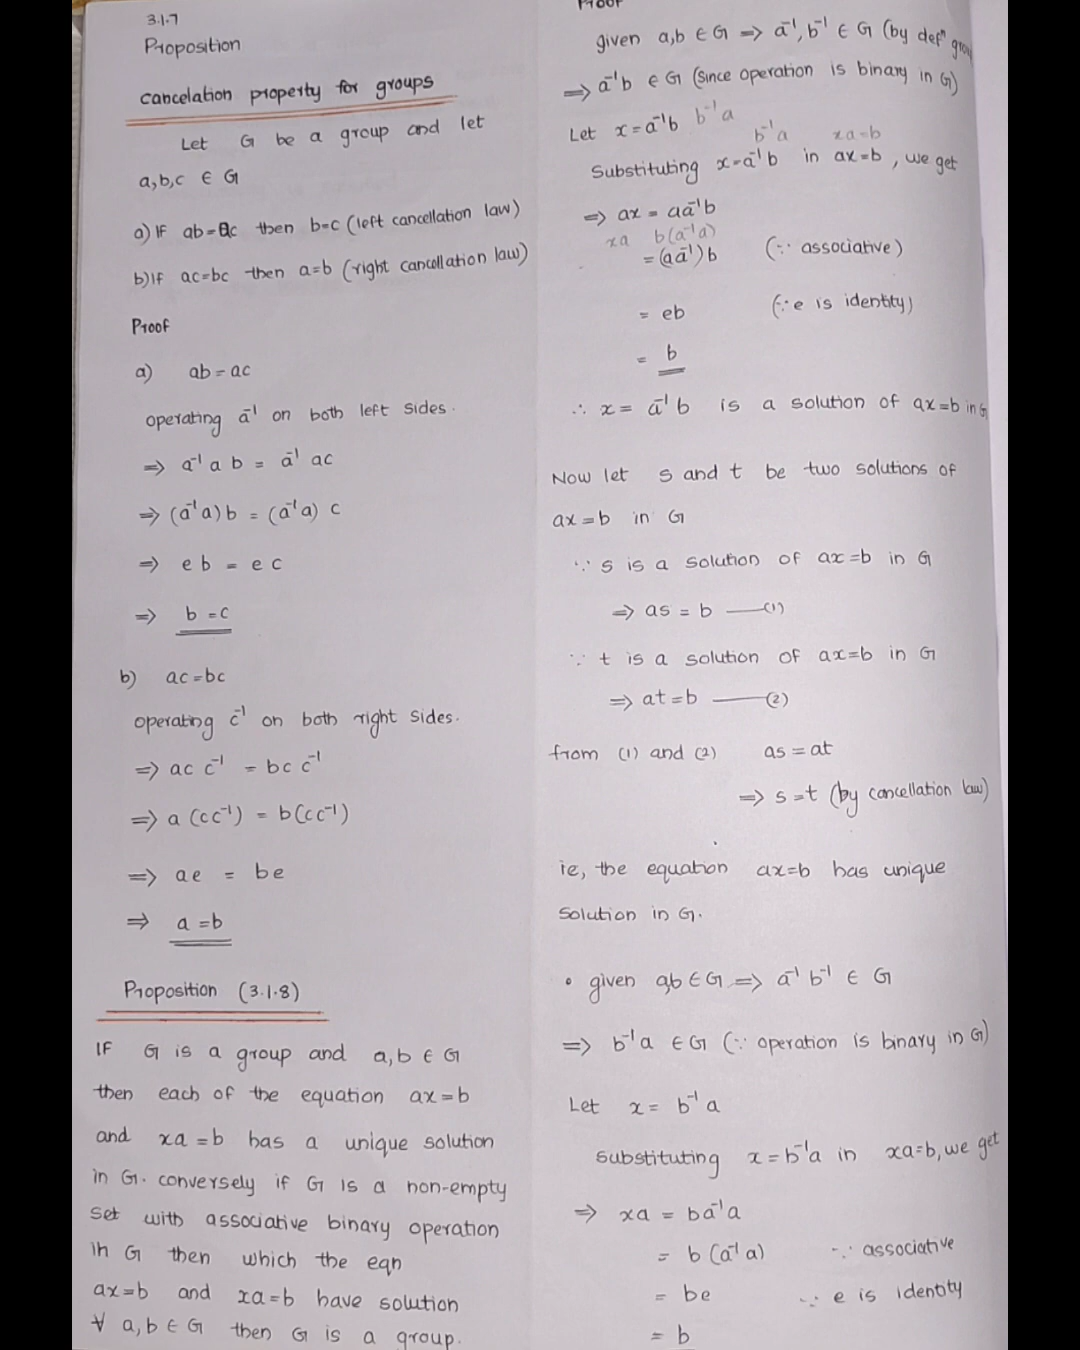 3.1.7
Proposition
cancelation property for groups
Let G be a group and let
a,b,c ∈ G
a) If ab=ac then b=c (left cancellation law)
b) If ac=bc then a=b (right cancellation law)
Proof
a) ab = ac
operating a⁻¹ on both left sides.
⇒ a⁻¹ a b = a⁻¹ ac
⇒ (a⁻¹a) b = (a⁻¹a) c
⇒ e b = e c
⇒ b = c
b) ac = bc
operating c⁻¹ on both right sides.
⇒ ac c⁻¹ = bc c⁻¹
⇒ a (cc⁻¹) = b(cc⁻¹)
⇒ ae = be
⇒ a = b
Proposition (3.1.8)
If G is a group and a,b ∈ G
then each of the equation ax=b
and xa = b has a unique solution
in G. conversely if G is a non-empty
set with associative binary operation
in G then which the eqn
ax=b and xa=b have solution
∀ a,b ∈ G then G is a group.
Proof
given a,b ∈ G ⇒ a⁻¹, b⁻¹ ∈ G (by defⁿ
⇒ a⁻¹b ∈ G (since operation is binary in G)
Let x = a⁻¹b b⁻¹a
b⁻¹a xa=b
Substituting x=a⁻¹b in ax=b, we get
⇒ ax = aa⁻¹b
xa b(a⁻¹a)
= (aa⁻¹)b (∵ associative)
= eb (∵ e is identity)
= b
∴ x = a⁻¹b is a solution of ax=b in G
Now let s and t be two solutions of
ax = b in G
∵ s is a solution of ax=b in G
⇒ as = b —(1)
∵ t is a solution of ax=b in G
⇒ at = b —(2)
from (1) and (2) as = at
⇒ s = t (by cancellation law)
ie, the equation ax=b has unique
solution in G.
• given a,b ∈ G ⇒ a⁻¹ b⁻¹ ∈ G
⇒ b⁻¹a ∈ G (∵ operation is binary in G)
Let x = b⁻¹a
substituting x = b⁻¹a in xa=b, we get
⇒ xa = ba⁻¹a
= b (a⁻¹a) ∵ associative
= be ∵ e is identity
= b